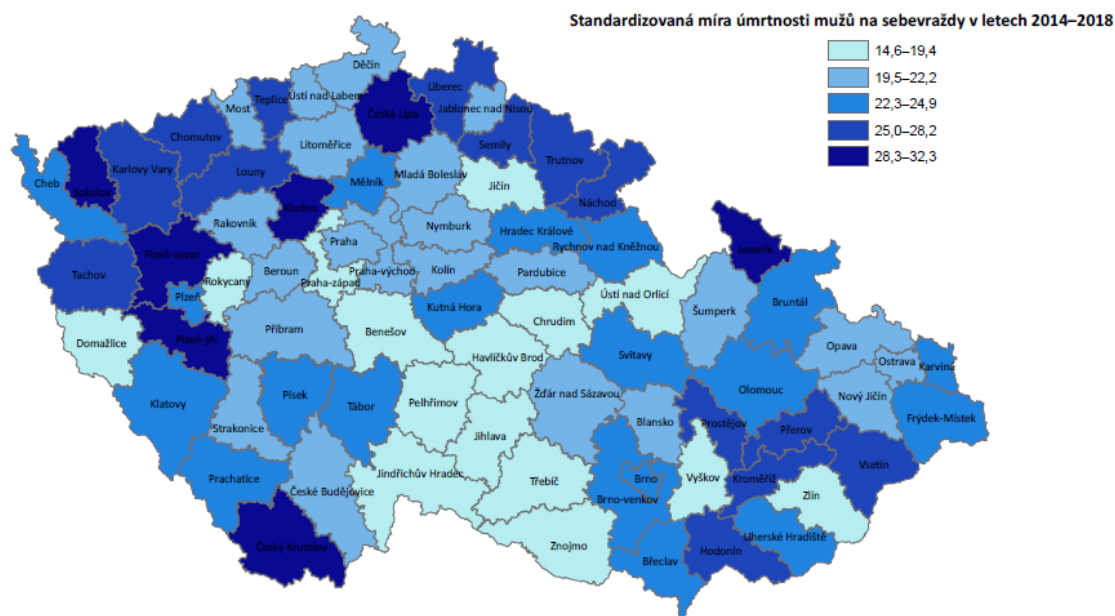 Standardizovaná míra úmrtnosti mužů na sebevraždy v letech 2014–2018
14,6–19,4
19,5–22,2
22,3–24,9
25,0–28,2
28,3–32,3
Děčín
Liberec
Teplice
Ústí nad Labem
Most
Česká Lípa
Jablonec nad Nisou
Chomutov
Litoměřice
Semily
Trutnov
Karlovy Vary
Louny
Mělník
Mladá Boleslav
Jičín
Cheb
Sokolov
Náchod
Kladno
Rakovník
Nymburk
Hradec Králové
Praha
Rychnov nad Kněžnou
Plzeň-sever
Jeseník
Tachov
Rokycany
Beroun
Praha-východ
Kolín
Pardubice
Praha-západ
Plzeň
Ústí nad Orlicí
Bruntál
Kutná Hora
Šumperk
Chrudim
Příbram
Benešov
Plzeň-jih
Domažlice
Opava
Havlíčkův Brod
Svitavy
Ostrava
Karviná
Olomouc
Žďár nad Sázavou
Nový Jičín
Klatovy
Písek
Tábor
Pelhřimov
Frýdek-Místek
Blansko
Prostějov
Přerov
Strakonice
Jihlava
Vsetín
Jindřichův Hradec
Prachatice
Třebíč
Brno
Vyškov
Kroměříž
České Budějovice
Brno-venkov
Zlín
Uherské Hradiště
Znojmo
Český Krumlov
Hodonín
Břeclav